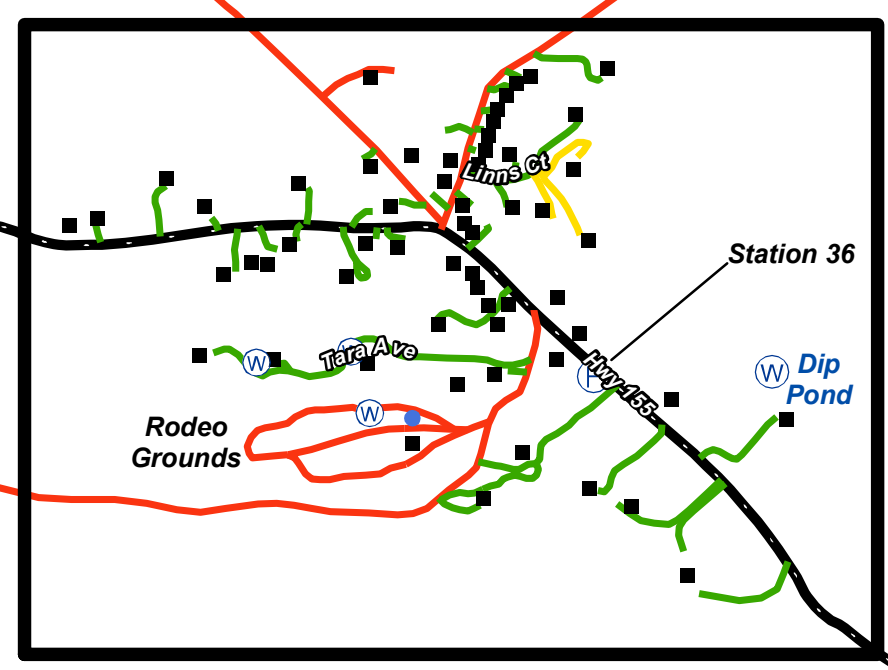 Linns Ct
Station 36
Hwy 155
Tara Ave
W
W
W
W
Dip
Pond
F
Rodeo
Grounds